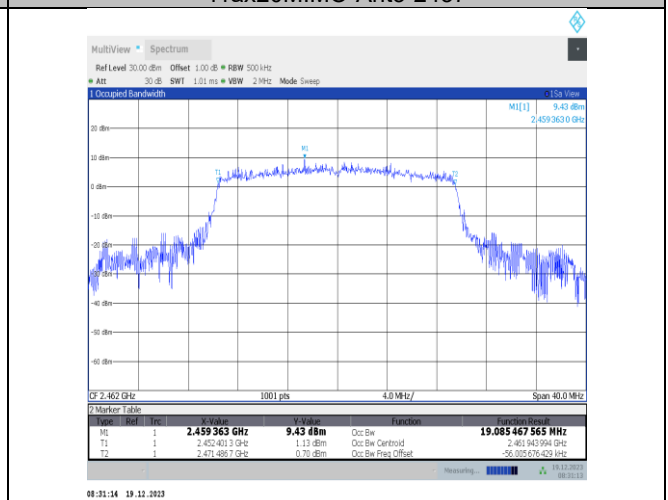 MultiView Spectrum
Ref Level 30.00 dBm Offset 1.00 dB RBW 500 kHz
Att 30 dB SWT 1.01 ms VBW 2 MHz Mode Sweep
1 Occupied Bandwidth 1Sa View
M1[1] 9.43 dBm
2.459 363 0 GHz
20 dBm
10 dBm
M1
T1
T2
0 dBm
-10 dBm
-20 dBm
-30 dBm
-40 dBm
-50 dBm
-60 dBm
CF 2.462 GHz 1001 pts 4.0 MHz/ Span 40.0 MHz
2 Marker Table
Type Ref Trc X-Value Y-Value Function Function Result
M1 1 2.459 363 GHz 9.43 dBm Occ Bw 19.085 467 565 MHz
T1 1 2.452 401 3 GHz 1.13 dBm Occ Bw Centroid 2.461 943 994 GHz
T2 1 2.471 486 7 GHz 0.70 dBm Occ Bw Freq Offset -56.005 676 429 kHz
Measuring... 19.12.2023
08:31:13
08:31:14 19.12.2023